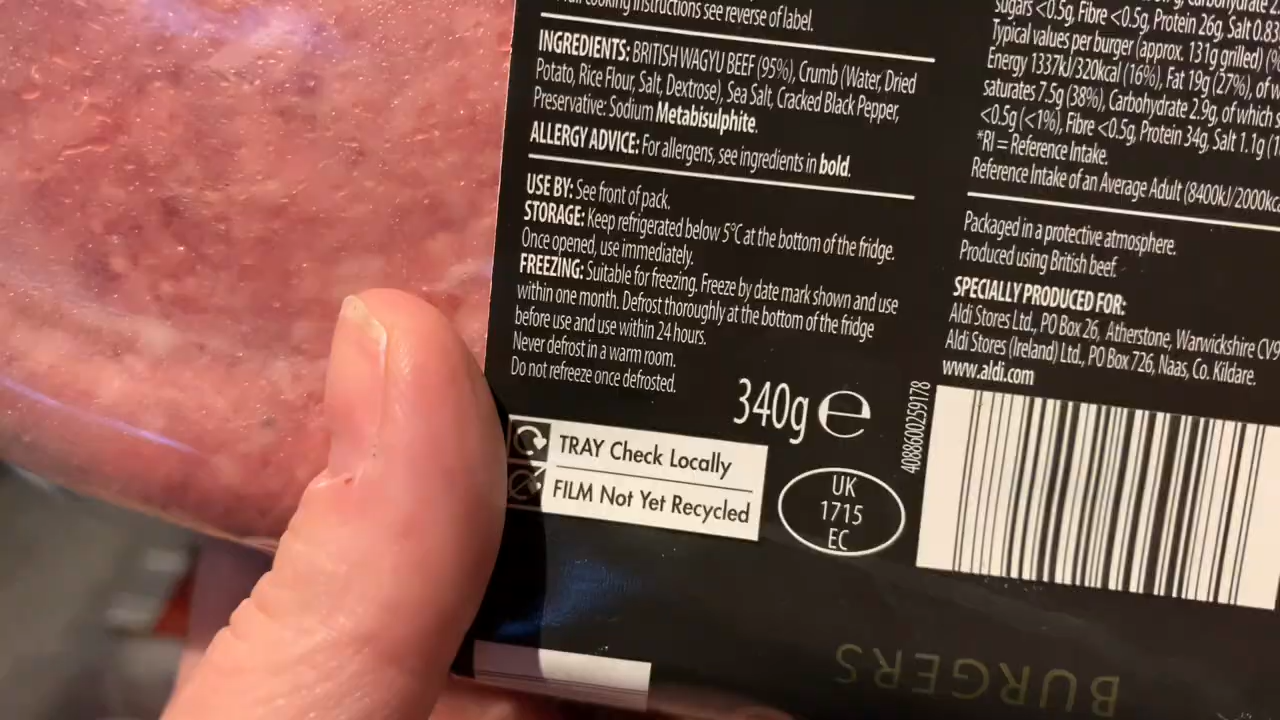 cooking instructions see reverse of label.
INGREDIENTS: BRITISH WAGYU BEEF (95%), Crumb (Water, Dried
Potato, Rice Flour, Salt, Dextrose), Sea Salt, Cracked Black Pepper,
Preservative: Sodium Metabisulphite.
ALLERGY ADVICE: For allergens, see ingredients in bold.
USE BY: See front of pack.
STORAGE: Keep refrigerated below 5°C at the bottom of the fridge.
Once opened, use immediately.
FREEZING: Suitable for freezing. Freeze by date mark shown and use
within one month. Defrost thoroughly at the bottom of the fridge
before use and use within 24 hours.
Never defrost in a warm room.
Do not refreeze once defrosted.
340g e
TRAY Check Locally
FILM Not Yet Recycled
UK
1715
EC
sugars <0.5g, Fibre <0.5g, Protein 26g, Salt 0.83
Typical values per burger (approx. 131g grilled)
Energy 1337kJ/320kcal (16%), Fat 19g (27%), of
saturates 7.5g (38%), Carbohydrate 2.9g, of which
<0.5g (<1%), Fibre <0.5g, Protein 34g, Salt 1.1g
*RI = Reference Intake.
Reference Intake of an Average Adult (8400kJ/2000
Packaged in a protective atmosphere.
Produced using British beef.
SPECIALLY PRODUCED FOR:
Aldi Stores Ltd., PO Box 26, Atherstone, Warwickshire CV9
Aldi Stores (Ireland) Ltd., PO Box 726, Naas, Co. Kildare.
www.aldi.com
4088600259178
BURGERS